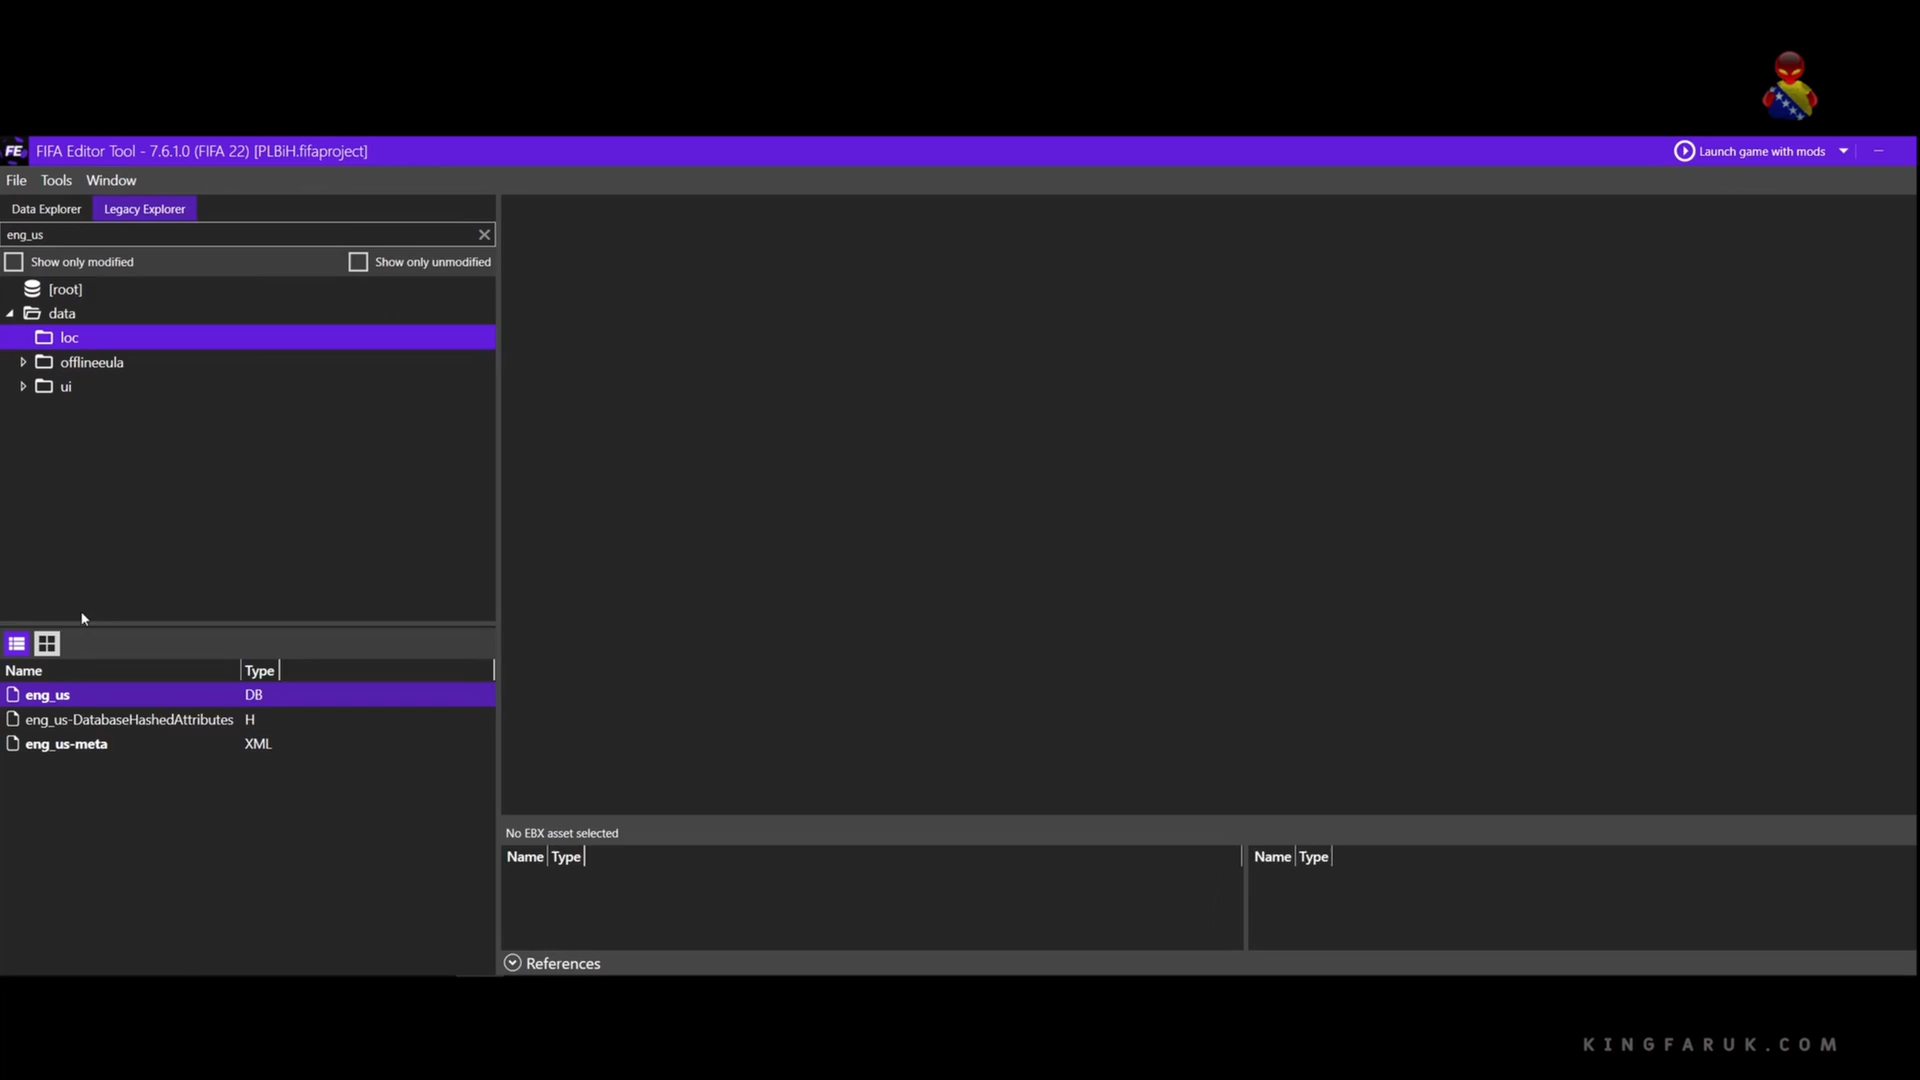 FE FIFA Editor Tool - 7.6.1.0 (FIFA 22) [PLBiH.fifaproject] Launch game with mods
File Tools Window
Data Explorer Legacy Explorer
eng_us
Show only modified Show only unmodified
[root]
data
loc
offlineeula
ui
Name Type
eng_us DB
eng_us-DatabaseHashedAttributes H
eng_us-meta XML
No EBX asset selected
Name Type Name Type
References
KINGFARUK.COM